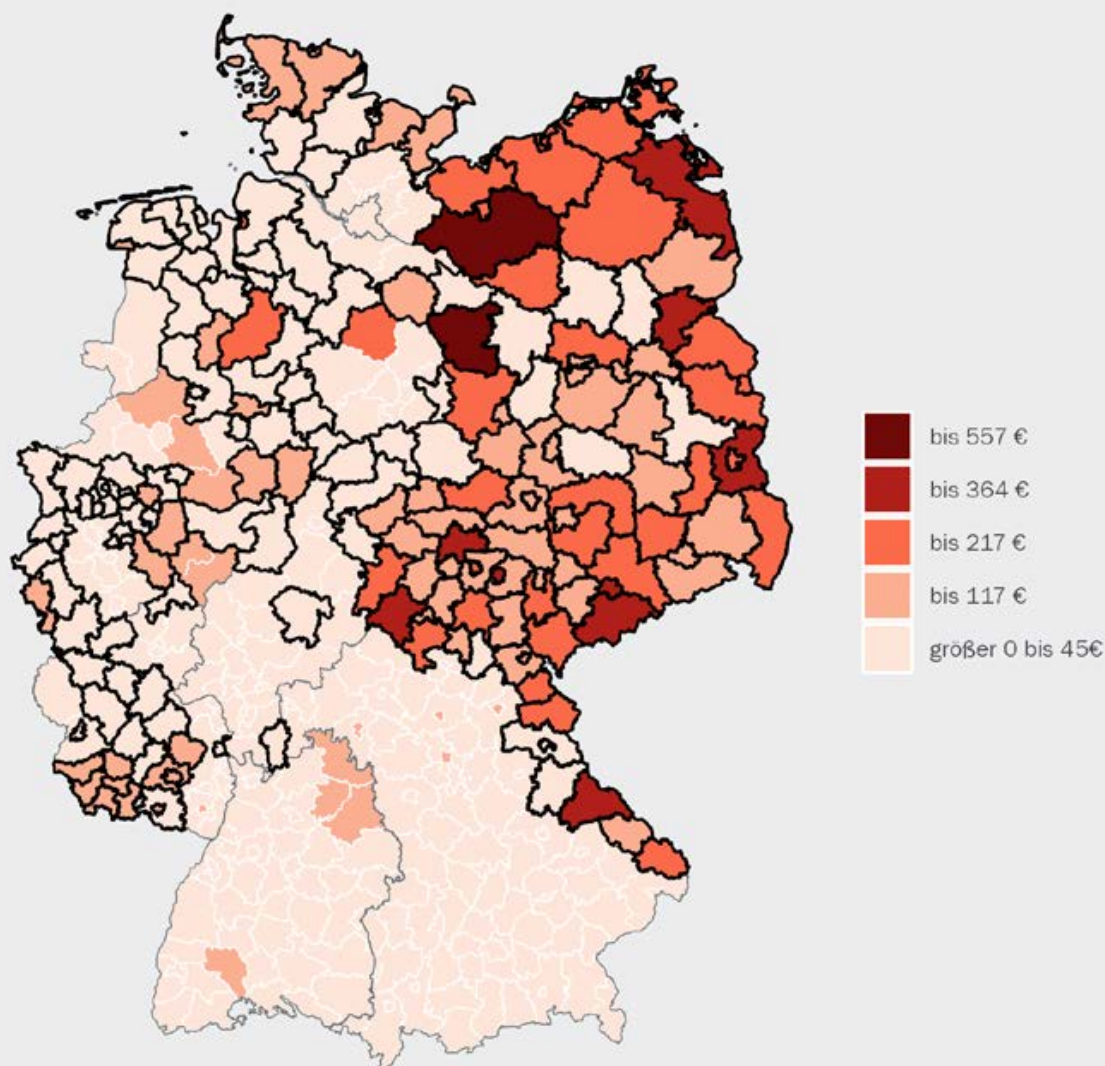 bis 557 €
bis 364 €
bis 217 €
bis 117 €
größer 0 bis 45€